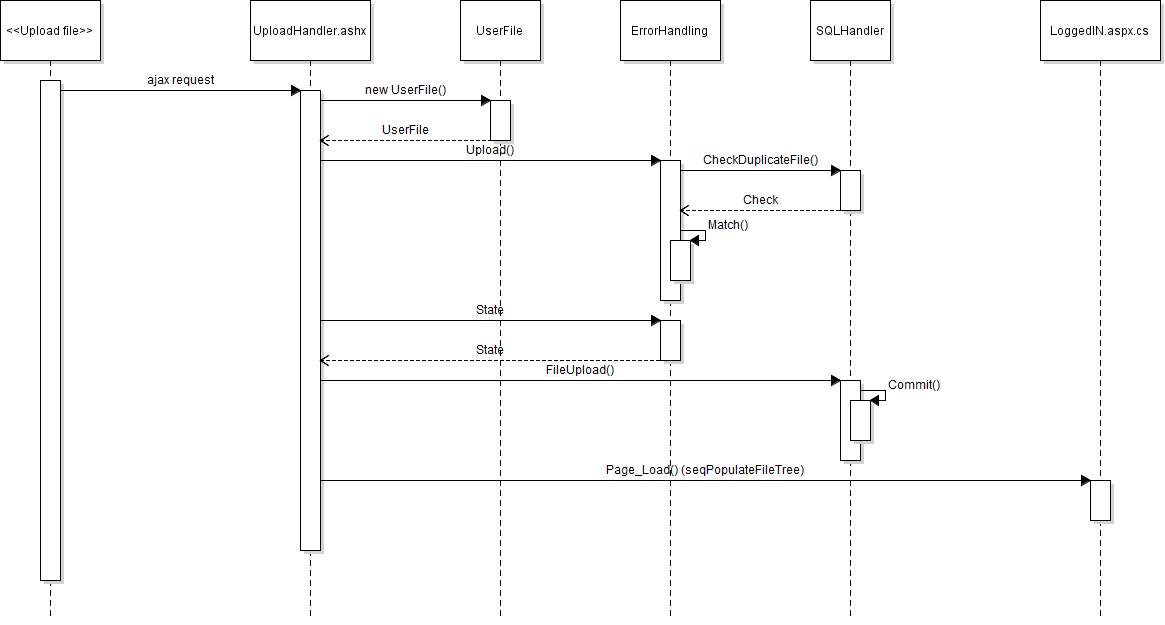 <<Upload file>>
UploadHandler.ashx
UserFile
ErrorHandling
SQLHandler
LoggedIN.aspx.cs
ajax request
new UserFile()
UserFile
Upload()
CheckDuplicateFile()
Check
Match()
State
State
FileUpload()
Commit()
Page_Load() (seqPopulateFileTree)